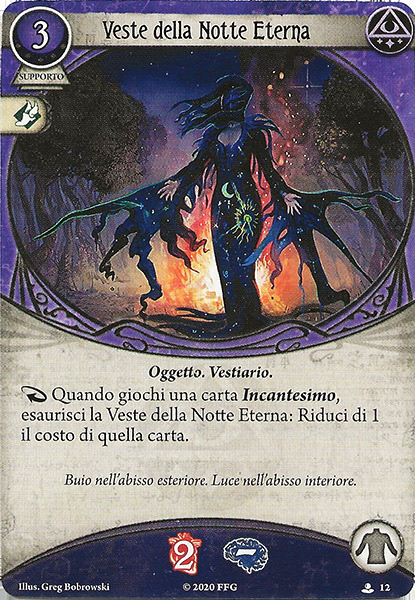 3
Veste della Notte Eterna
SUPPORTO
Oggetto. Vestiario.
Quando giochi una carta Incantesimo,
esaurisci la Veste della Notte Eterna: Riduci di 1
il costo di quella carta.
Buio nell'abisso esteriore. Luce nell'abisso interiore.
2
Illus. Greg Bobrowski
© 2020 FFG
12